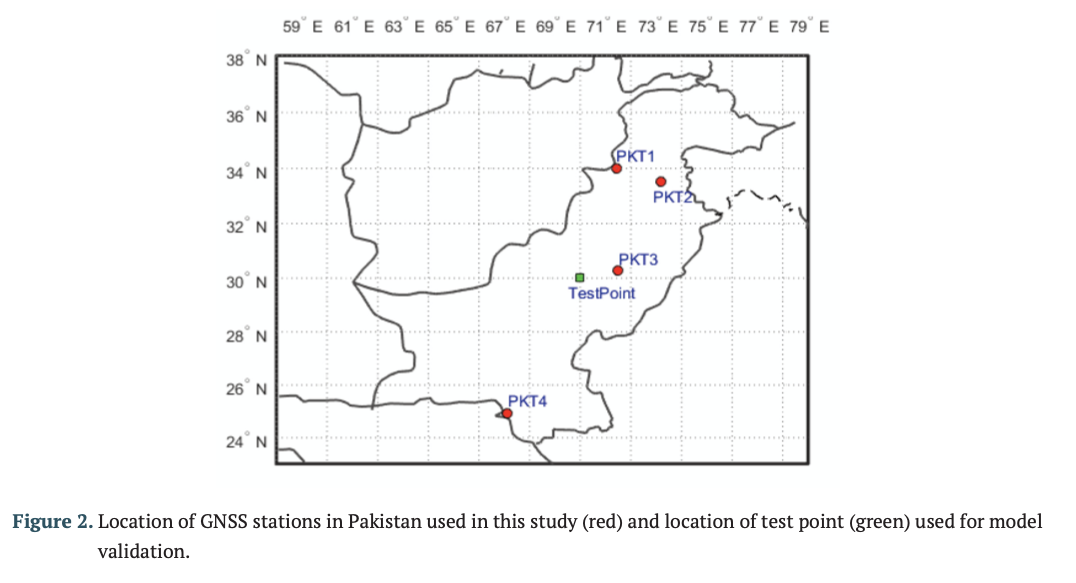 59° E 61° E 63° E 65° E 67° E 69° E 71° E 73° E 75° E 77° E 79° E
38° N
36° N
PKT1
34° N
PKT2
32° N
PKT3
30° N
TestPoint
28° N
26° N
PKT4
24° N
Figure 2. Location of GNSS stations in Pakistan used in this study (red) and location of test point (green) used for model
validation.